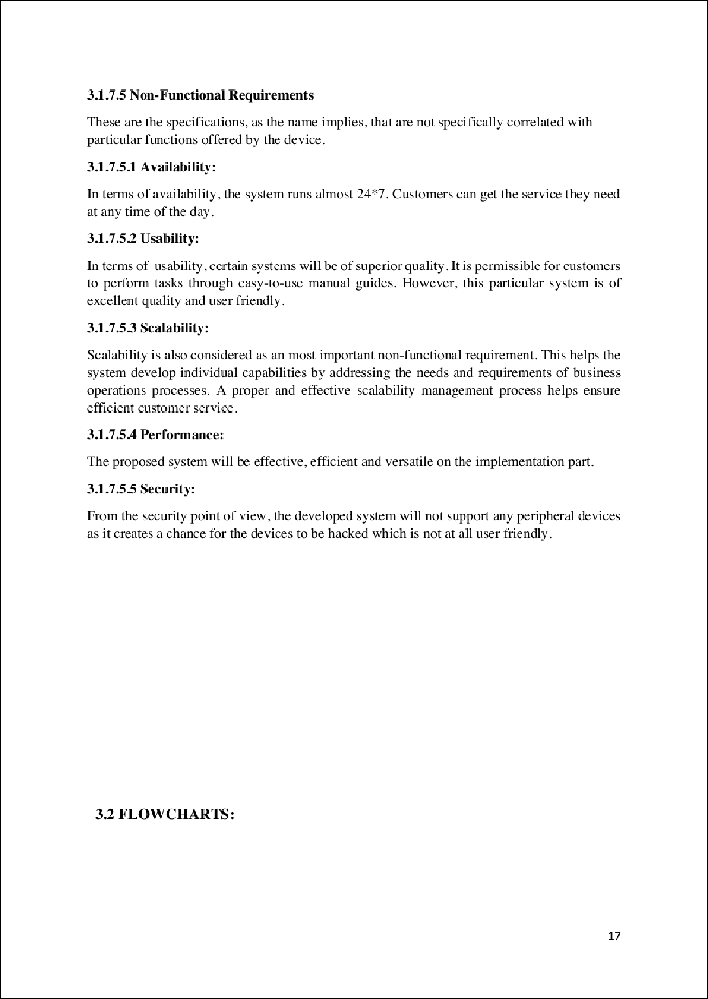 3.1.7.5 Non-Functional Requirements
These are the specifications, as the name implies, that are not specifically correlated with
particular functions offered by the device.
3.1.7.5.1 Availability:
In terms of availability, the system runs almost 24*7. Customers can get the service they need
at any time of the day.
3.1.7.5.2 Usability:
In terms of  usability, certain systems will be of superior quality. It is permissible for customers
to perform tasks through easy-to-use manual guides. However, this particular system is of
excellent quality and user friendly.
3.1.7.5.3 Scalability:
Scalability is also considered as an most important non-functional requirement. This helps the
system develop individual capabilities by addressing the needs and requirements of business
operations processes. A proper and effective scalability management process helps ensure
efficient customer service.
3.1.7.5.4 Performance:
The proposed system will be effective, efficient and versatile on the implementation part.
3.1.7.5.5 Security:
From the security point of view, the developed system will not support any peripheral devices
as it creates a chance for the devices to be hacked which is not at all user friendly.
3.2 FLOWCHARTS:
17